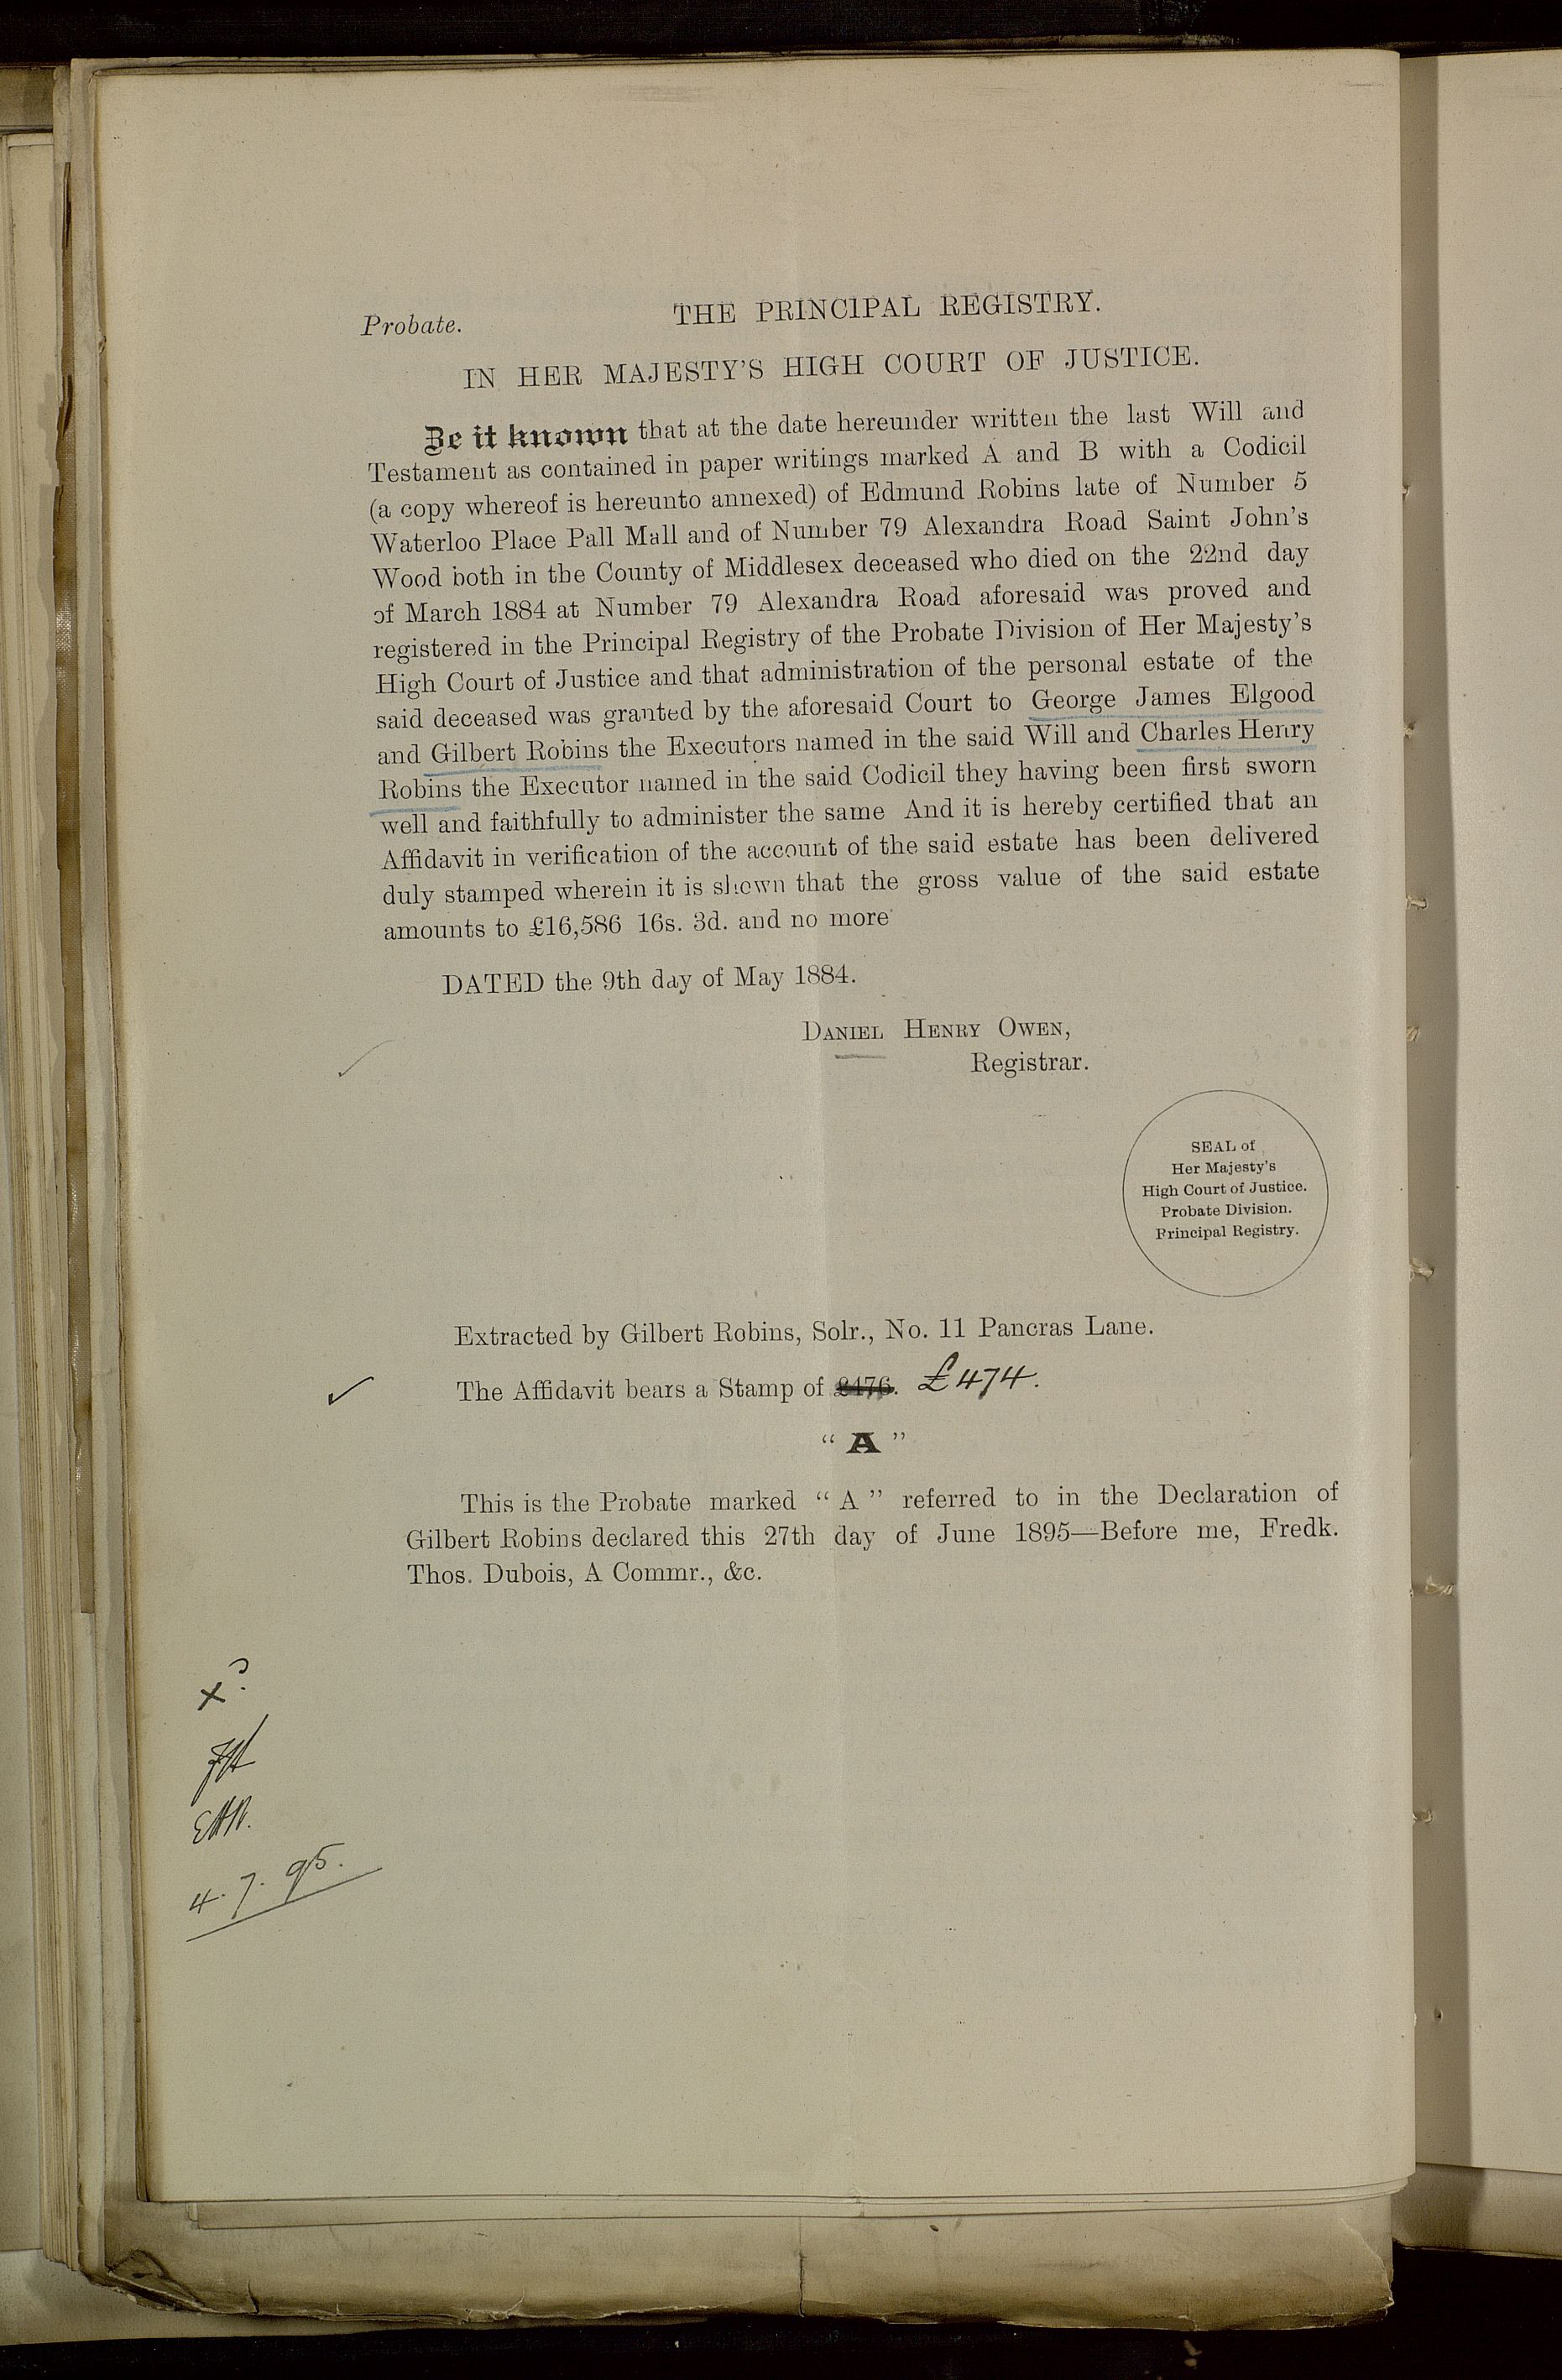 Probate.
THE PRINCIPAL REGISTRY.
IN HER MAJESTY'S HIGH COURT OF JUSTICE.
Be it known that at the date hereunder written the last Will and
Testament as contained in paper writings marked A and B with a Codicil
(a copy whereof is hereunto annexed) of Edmund Robins late of Number 5
Waterloo Place Pall Mall and of Number 79 Alexandra Road Saint John's
Wood both in the County of Middlesex deceased who died on the 22nd day
of March 1884 at Number 79 Alexandra Road aforesaid was proved and
registered in the Principal Registry of the Probate Division of Her Majesty's
High Court of Justice and that administration of the personal estate of the
said deceased was granted by the aforesaid Court to George James Elgood
and Gilbert Robins the Executors named in the said Will and Charles Henry
Robins the Executor named in the said Codicil they having been first sworn
well and faithfully to administer the same And it is hereby certified that an
Affidavit in verification of the account of the said estate has been delivered
duly stamped wherein it is shewn that the gross value of the said estate
amounts to £16,586 16s. 3d. and no more
DATED the 9th day of May 1884.
DANIEL HENRY OWEN,
Registrar.
SEAL of
Her Majesty's
High Court of Justice.
Probate Division.
Principal Registry.
Extracted by Gilbert Robins, Solr., No. 11 Pancras Lane.
The Affidavit bears a Stamp of £476. £474.
"A"
This is the Probate marked "A" referred to in the Declaration of
Gilbert Robins declared this 27th day of June 1895—Before me, Fredk.
Thos. Dubois, A Commr., &c.
4. 7. 95.